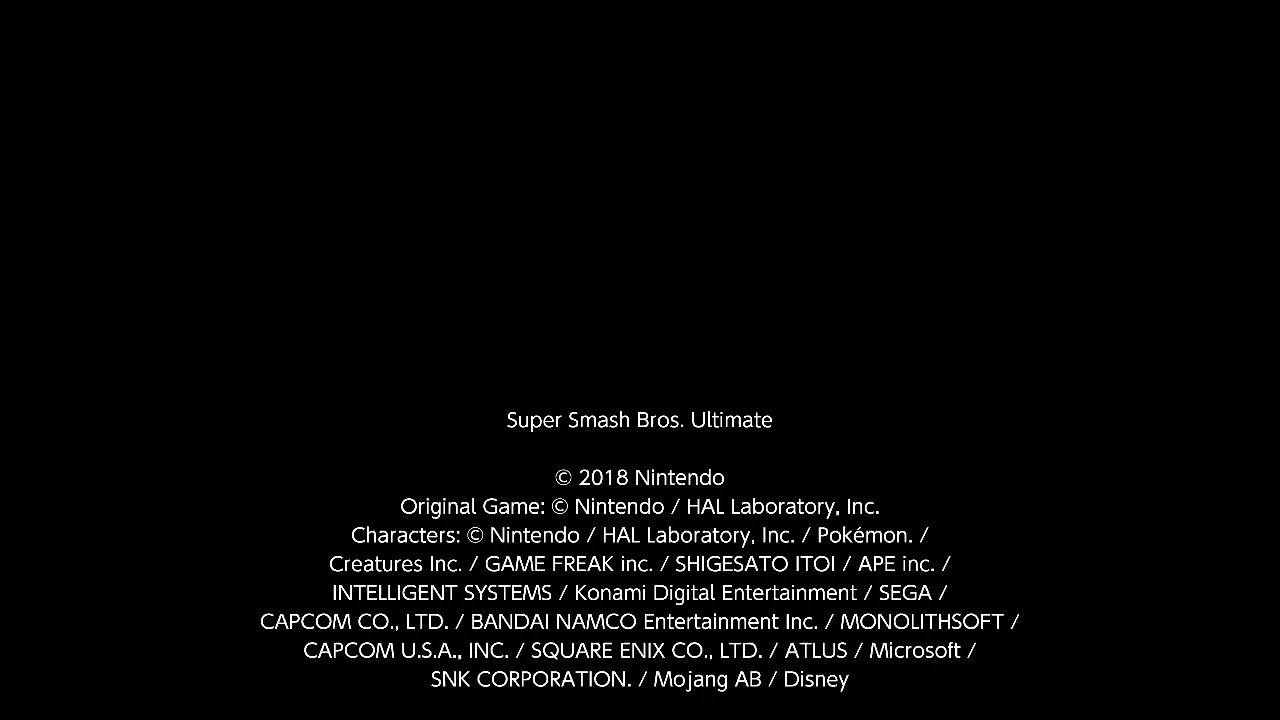 Super Smash Bros. Ultimate
© 2018 Nintendo
Original Game: © Nintendo / HAL Laboratory, Inc.
Characters: © Nintendo / HAL Laboratory, Inc. / Pokémon. /
Creatures Inc. / GAME FREAK inc. / SHIGESATO ITOI / APE inc. /
INTELLIGENT SYSTEMS / Konami Digital Entertainment / SEGA /
CAPCOM CO., LTD. / BANDAI NAMCO Entertainment Inc. / MONOLITHSOFT /
CAPCOM U.S.A., INC. / SQUARE ENIX CO., LTD. / ATLUS / Microsoft /
SNK CORPORATION. / Mojang AB / Disney